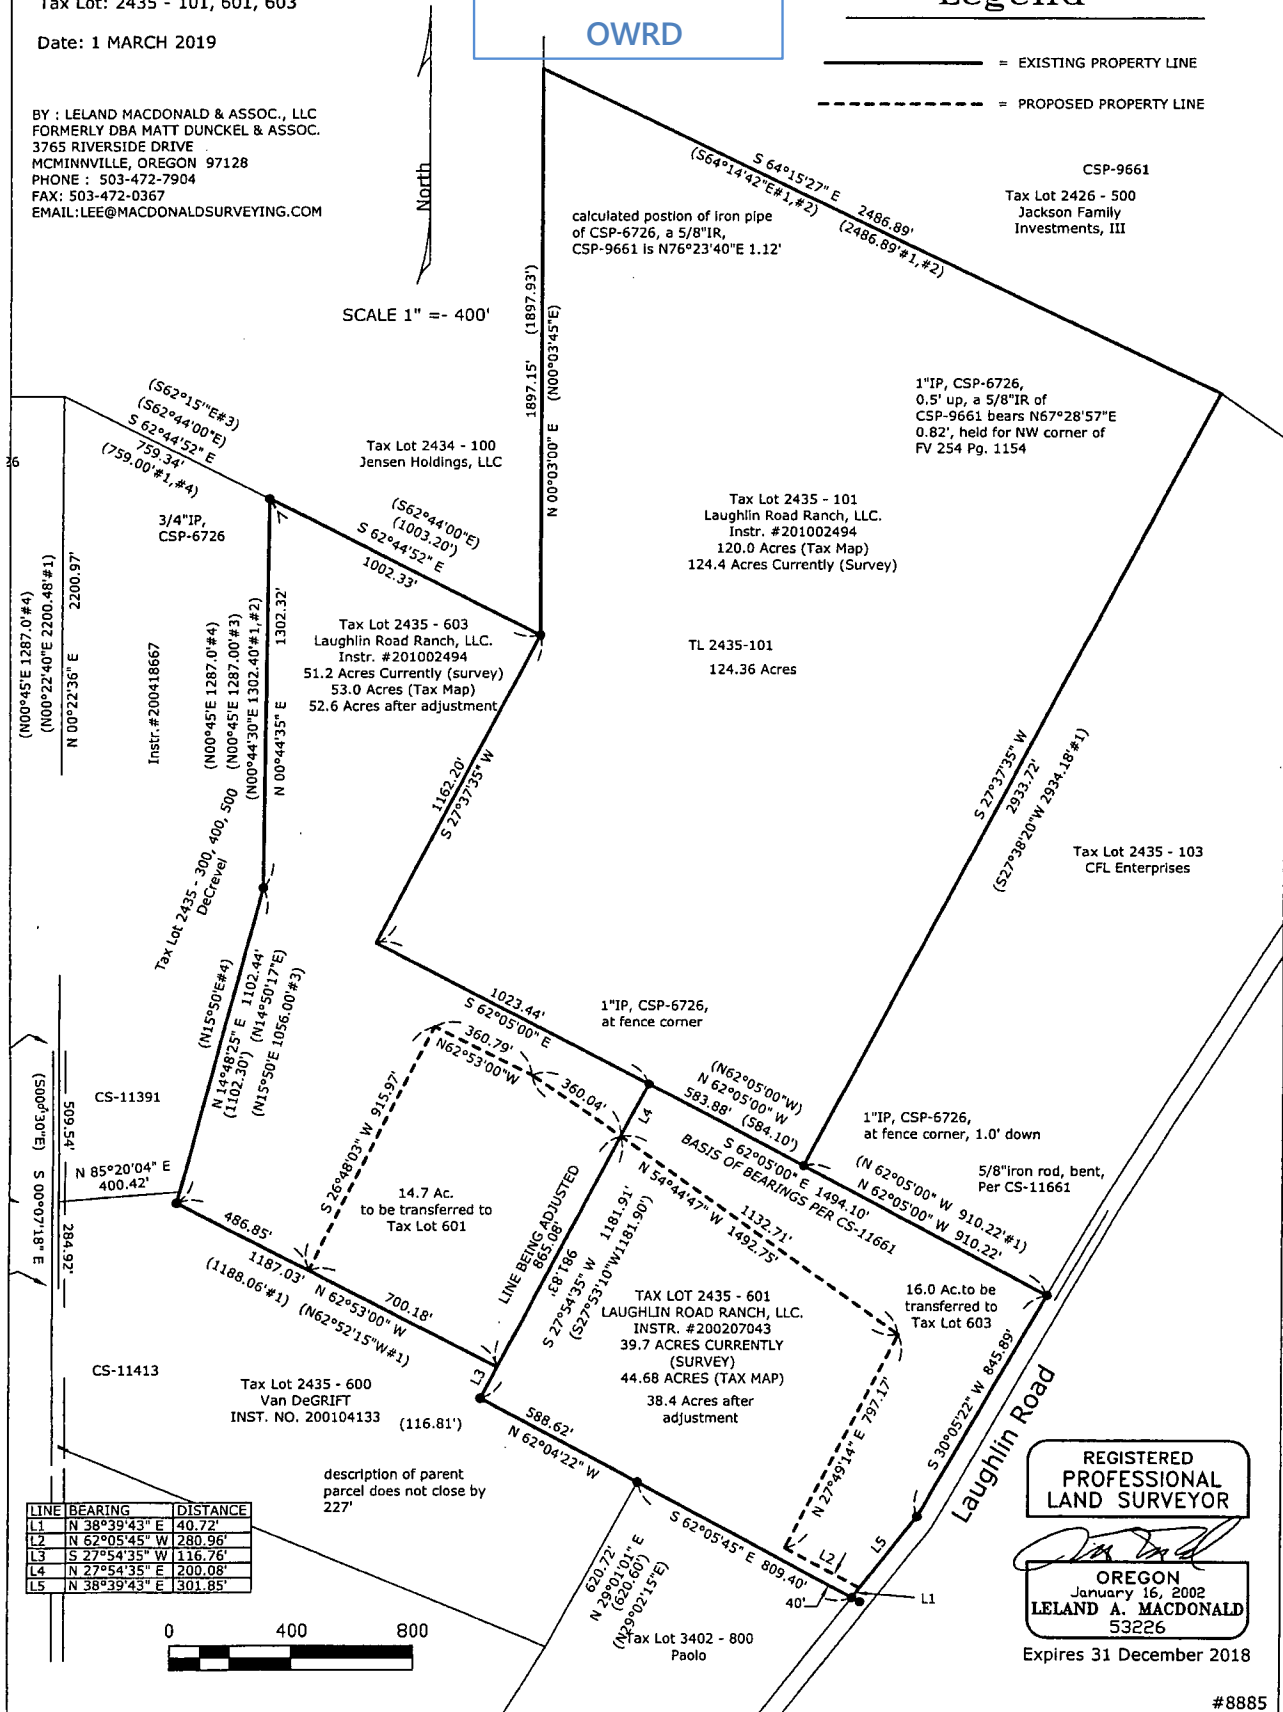 Tax Lot: 2435 - 101, 601, 603
Date: 1 MARCH 2019
BY : LELAND MACDONALD & ASSOC., LLC
FORMERLY DBA MATT DUNCKEL & ASSOC.
3765 RIVERSIDE DRIVE
MCMINNVILLE, OREGON 97128
PHONE : 503-472-7904
FAX: 503-472-0367
EMAIL:LEE@MACDONALDSURVEYING.COM
North
SCALE 1" =- 400'
OWRD
Legend
= EXISTING PROPERTY LINE
= PROPOSED PROPERTY LINE
CSP-9661
Tax Lot 2426 - 500
Jackson Family
Investments, III
S 64°15'27" E 2486.89'
(S64°14'42"E#1,#2) (2486.89'#1,#2)
calculated postion of iron pipe
of CSP-6726, a 5/8"IR,
CSP-9661 is N76°23'40"E 1.12'
1897.15' (1897.93')
N 00°03'00" E (N00°03'45"E)
1"IP, CSP-6726,
0.5' up, a 5/8"IR of
CSP-9661 bears N67°28'57"E
0.82', held for NW corner of
FV 254 Pg. 1154
(S62°15'"E#3)
(S62°44'00"E)
S 62°44'52" E
759.34'
(759.00'#1,#4)
26
Tax Lot 2434 - 100
Jensen Holdings, LLC
3/4"IP,
CSP-6726
(S62°44'00"E)
(1003.20')
S 62°44'52" E
1002.33'
Tax Lot 2435 - 101
Laughlin Road Ranch, LLC.
Instr. #201002494
120.0 Acres (Tax Map)
124.4 Acres Currently (Survey)
TL 2435-101
124.36 Acres
(N00°45'E 1287.0'#4)
(N00°22'40"E 2200.48'#1)
N 00°22'36" E 2200.97'
Instr.#200418667
(N00°45'E 1287.0'#4)
(N00°45'E 1287.00'#3)
(N00°44'30"E 1302.40'#1,#2)
N 00°44'35" E 1302.32'
Tax Lot 2435 - 603
Laughlin Road Ranch, LLC.
Instr. #201002494
51.2 Acres Currently (survey)
53.0 Acres (Tax Map)
52.6 Acres after adjustment
1162.20'
S 27°37'35" W
S 27°37'35" W
2933.72'
(S27°38'20"W 2934.18'#1)
Tax Lot 2435 - 103
CFL Enterprises
Tax Lot 2435 - 300, 400, 500
DeCrevel
(N15°50'E#4)
N 14°48'25" E 1102.44'
(1102.30') (N14°50'17"E)
(N15°50'E 1056.00'#3)
1023.44'
S 62°05'00" E
1"IP, CSP-6726,
at fence corner
360.79'
N62°53'00"W
360.04'
L4
(N62°05'00"W)
N 62°05'00" W
583.88' (584.10')
S 62°05'00" E 1494.10'
BASIS OF BEARINGS PER CS-11661
1"IP, CSP-6726,
at fence corner, 1.0' down
(N 62°05'00" W 910.22'#1)
N 62°05'00" W 910.22'
5/8"iron rod, bent,
Per CS-11661
CS-11391
(S00°30"E) 509.54'
S 00°07'18" E 284.92'
N 85°20'04" E
400.42'
S 26°48'03" W 915.97'
14.7 Ac.
to be transferred to
Tax Lot 601
LINE BEING ADJUSTED
865.08'
981.83'
S 27°54'35" W 1181.91'
(S27°53'10"W1181.90')
1132.71'
N 54°44'47" W 1492.75'
16.0 Ac.to be
transferred to
Tax Lot 603
486.85'
1187.03'
(1188.06'#1)
N 62°53'00" W 700.18'
(N62°52'15"W#1)
TAX LOT 2435 - 601
LAUGHLIN ROAD RANCH, LLC.
INSTR. #200207043
39.7 ACRES CURRENTLY
(SURVEY)
44.68 ACRES (TAX MAP)
38.4 Acres after
adjustment
CS-11413
Tax Lot 2435 - 600
Van DeGRIFT
INST. NO. 200104133
(116.81')
L3
588.62'
N 62°04'22" W
N 27°49'14" E 797.17'
S 30°05'22" W 845.89'
Laughlin Road
description of parent
parcel does not close by
227'
S 62°05'45" E 809.40'
L2
L5
40'
L1
620.72'
N 29°01'01" E
(620.60')
(N29°02'15"E)
Tax Lot 3402 - 800
Paolo
LINE BEARING DISTANCE
L1 N 38°39'43" E 40.72'
L2 N 62°05'45" W 280.96'
L3 S 27°54'35" W 116.76'
L4 N 27°54'35" E 200.08'
L5 N 38°39'43" E 301.85'
0 400 800
REGISTERED
PROFESSIONAL
LAND SURVEYOR
OREGON
January 16, 2002
LELAND A. MACDONALD
53226
Expires 31 December 2018
#8885